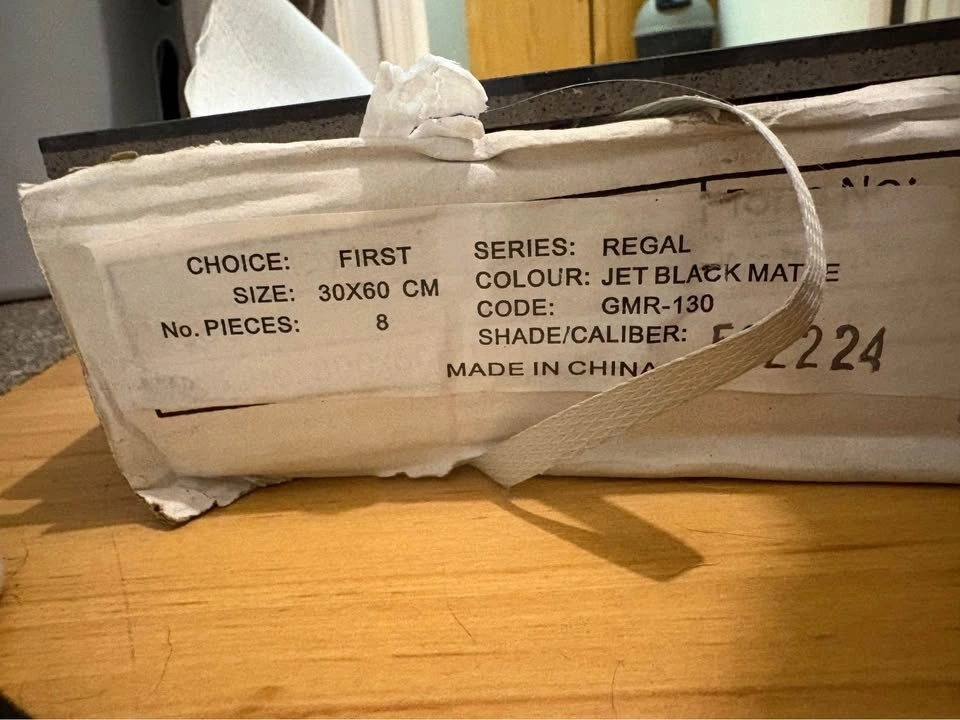 No:
CHOICE: FIRST
SIZE: 30X60 CM
No. PIECES: 8
SERIES: REGAL
COLOUR: JET BLACK MATTE
CODE: GMR-130
SHADE/CALIBER:
MADE IN CHINA